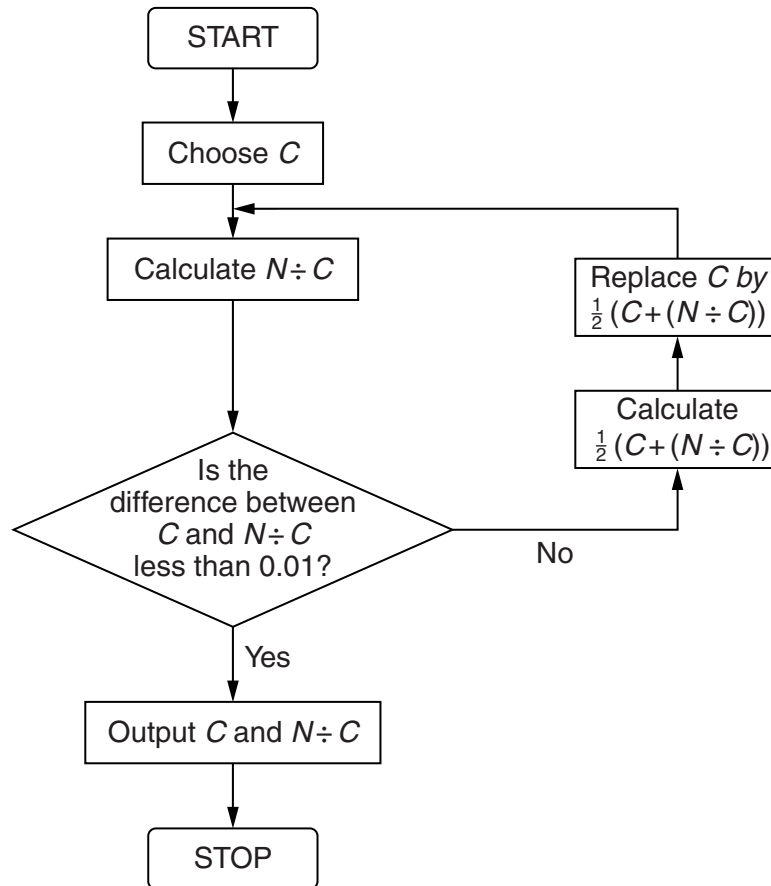 START
Choose C
Calculate N ÷ C
Replace C by
½ (C + (N ÷ C))
Calculate
½ (C + (N ÷ C))
Is the
difference between
C and N ÷ C
less than 0.01?
No
Yes
Output C and N ÷ C
STOP